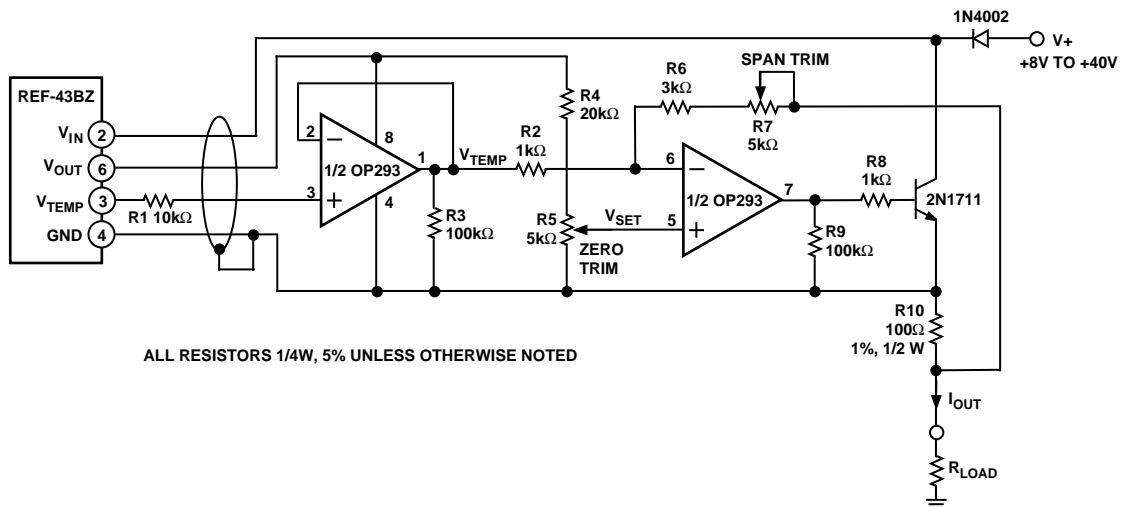 1N4002
V+
+8V TO +40V
REF-43BZ
VIN 2
VOUT 6
VTEMP 3
GND 4
R1 10kΩ
2
−
8
1/2 OP293
1
3
+
4
VTEMP
R2
1kΩ
R3
100kΩ
R4
20kΩ
R5
5kΩ
ZERO
TRIM
VSET
R6
3kΩ
SPAN TRIM
R7
5kΩ
6
−
1/2 OP293
7
5
+
R8
1kΩ
2N1711
R9
100kΩ
R10
100Ω
1%, 1/2 W
IOUT
RLOAD
ALL RESISTORS 1/4W, 5% UNLESS OTHERWISE NOTED